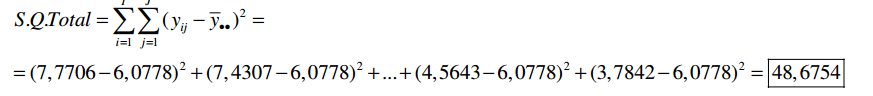 S.Q.Total = ∑_{i=1}^{I} ∑_{j=1}^{J} (y_{ij} − ȳ_{••})² =
= (7,7706 − 6,0778)² + (7,4307 − 6,0778)² + ... + (4,5643 − 6,0778)² + (3,7842 − 6,0778)² = 48,6754